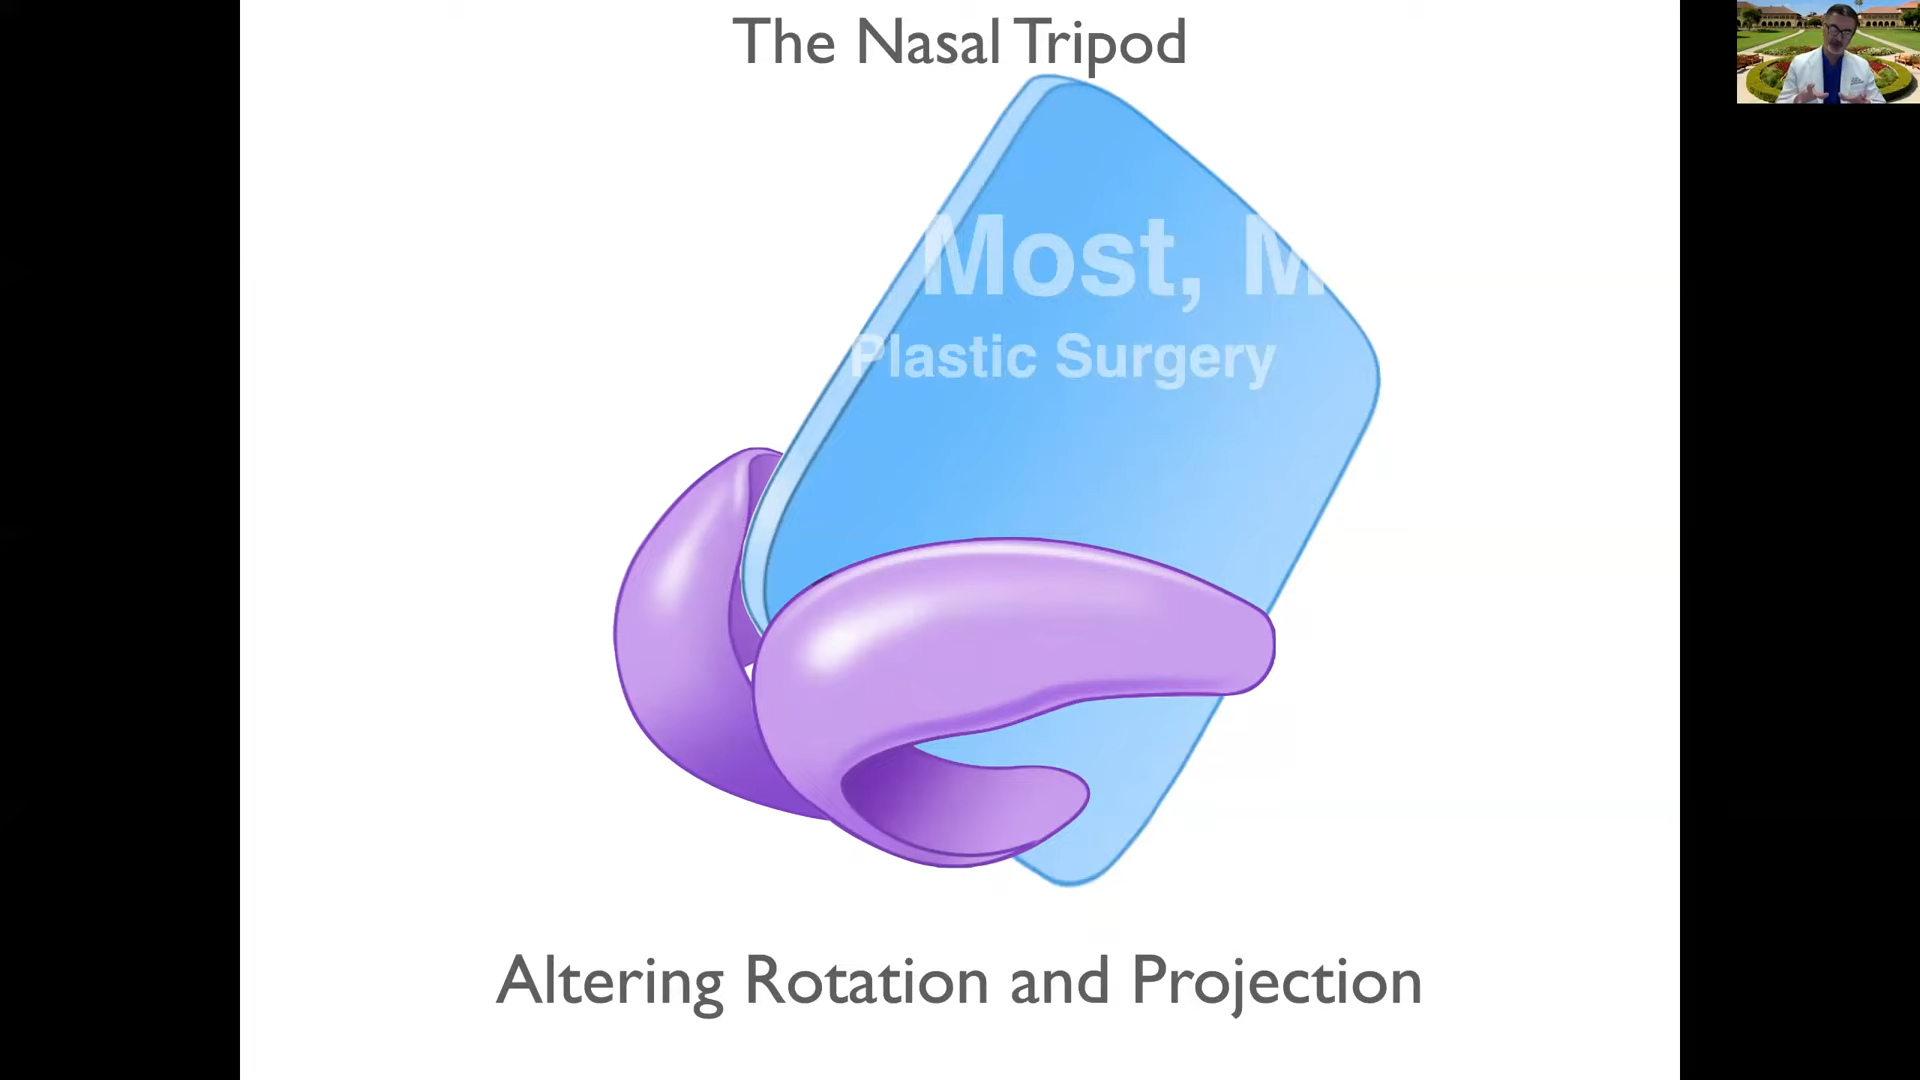 The Nasal Tripod
Most, M
Plastic Surgery
Altering Rotation and Projection